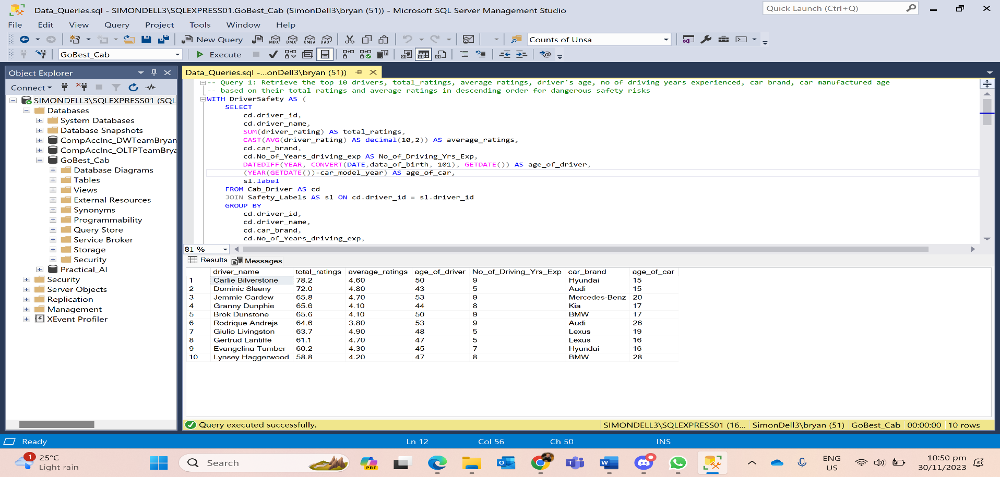 Data_Queries.sql - SIMONDELL3\SQLEXPRESS01.GoBest_Cab (SimonDell3\bryan (51)) - Microsoft SQL Server Management Studio
Quick Launch (Ctrl+Q)
File Edit View Query Project Tools Window Help
New Query MDX DMX XMLA DAX Counts of Unsa
GoBest_Cab Execute
Object Explorer
Connect
SIMONDELL3\SQLEXPRESS01 (SQL
Databases
System Databases
Database Snapshots
CompAccInc_DWTeamBryan
CompAccInc_OLTPTeamBrya
GoBest_Cab
Database Diagrams
Tables
Views
External Resources
Synonyms
Programmability
Query Store
Service Broker
Storage
Security
Practical_AI
Security
Server Objects
Replication
Management
XEvent Profiler
Data_Queries.sql -...onDell3\bryan (51))
-- Query 1: Retrieve the top 10 drivers, total_ratings, average ratings, driver's age, no of driving years experienced, car brand, car manufactured age
-- based on their total ratings and average ratings in descending order for dangerous safety risks
WITH DriverSafety AS (
SELECT
cd.driver_id,
cd.driver_name,
SUM(driver_rating) AS total_ratings,
CAST(AVG(driver_rating) AS decimal(10,2)) AS average_ratings,
cd.car_brand,
cd.No_of_Years_driving_exp AS No_of_Driving_Yrs_Exp,
DATEDIFF(YEAR, CONVERT(DATE,data_of_birth, 101), GETDATE()) AS age_of_driver,
(YEAR(GETDATE())-car_model_year) AS age_of_car,
sl.label
FROM Cab_Driver AS cd
JOIN Safety_Labels AS sl ON cd.driver_id = sl.driver_id
GROUP BY
cd.driver_id,
cd.driver_name,
cd.car_brand,
cd.No_of_Years_driving_exp,
81 %
Results Messages
driver_name total_ratings average_ratings age_of_driver No_of_Driving_Yrs_Exp car_brand age_of_car
1 Carlie Bilverstone 78.2 4.60 50 9 Hyundai 15
2 Dominic Sleeny 72.0 4.80 43 5 Audi 15
3 Jemmie Cardew 65.8 4.70 53 9 Mercedes-Benz 20
4 Granny Dunphie 65.6 4.10 44 8 Kia 17
5 Brok Dunstone 65.6 4.10 50 9 BMW 17
6 Rodrique Andrejs 64.6 3.80 53 9 Audi 26
7 Giulio Livingston 63.7 4.90 48 5 Lexus 19
8 Gertrud Lantiffe 61.1 4.70 47 5 Lexus 16
9 Evangelina Tumber 60.2 4.30 45 7 Hyundai 16
10 Lynsey Haggerwood 58.8 4.20 47 8 BMW 28
Query executed successfully. SIMONDELL3\SQLEXPRESS01 (16... SimonDell3\bryan (51) GoBest_Cab 00:00:00 10 rows
Ready Ln 12 Col 56 Ch 50 INS
1 25°C
Light rain
Search
PRE
ENG
US
10:50 pm
30/11/2023